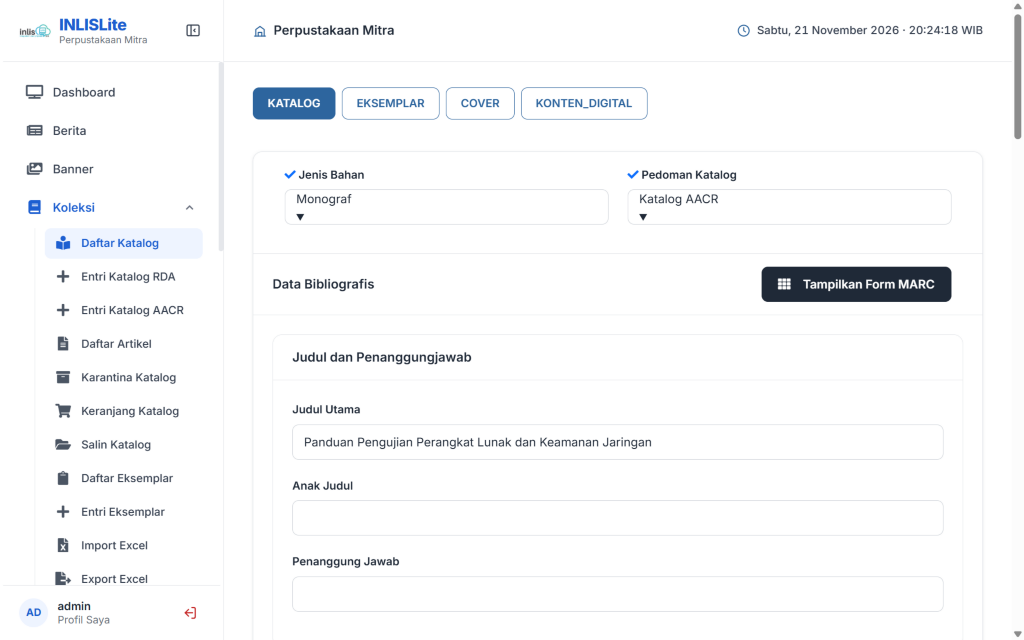 inlis
INLISLite
Perpustakaan Mitra
Perpustakaan Mitra
Sabtu, 21 November 2026 · 20:24:18 WIB
Dashboard
Berita
Banner
Koleksi
Daftar Katalog
Entri Katalog RDA
Entri Katalog AACR
Daftar Artikel
Karantina Katalog
Keranjang Katalog
Salin Katalog
Daftar Eksemplar
Entri Eksemplar
Import Excel
Export Excel
AD
admin
Profil Saya
KATALOG
EKSEMPLAR
COVER
KONTEN_DIGITAL
Jenis Bahan
Monograf
Pedoman Katalog
Katalog AACR
Data Bibliografis
Tampilkan Form MARC
Judul dan Penanggungjawab
Judul Utama
Panduan Pengujian Perangkat Lunak dan Keamanan Jaringan
Anak Judul
Penanggung Jawab